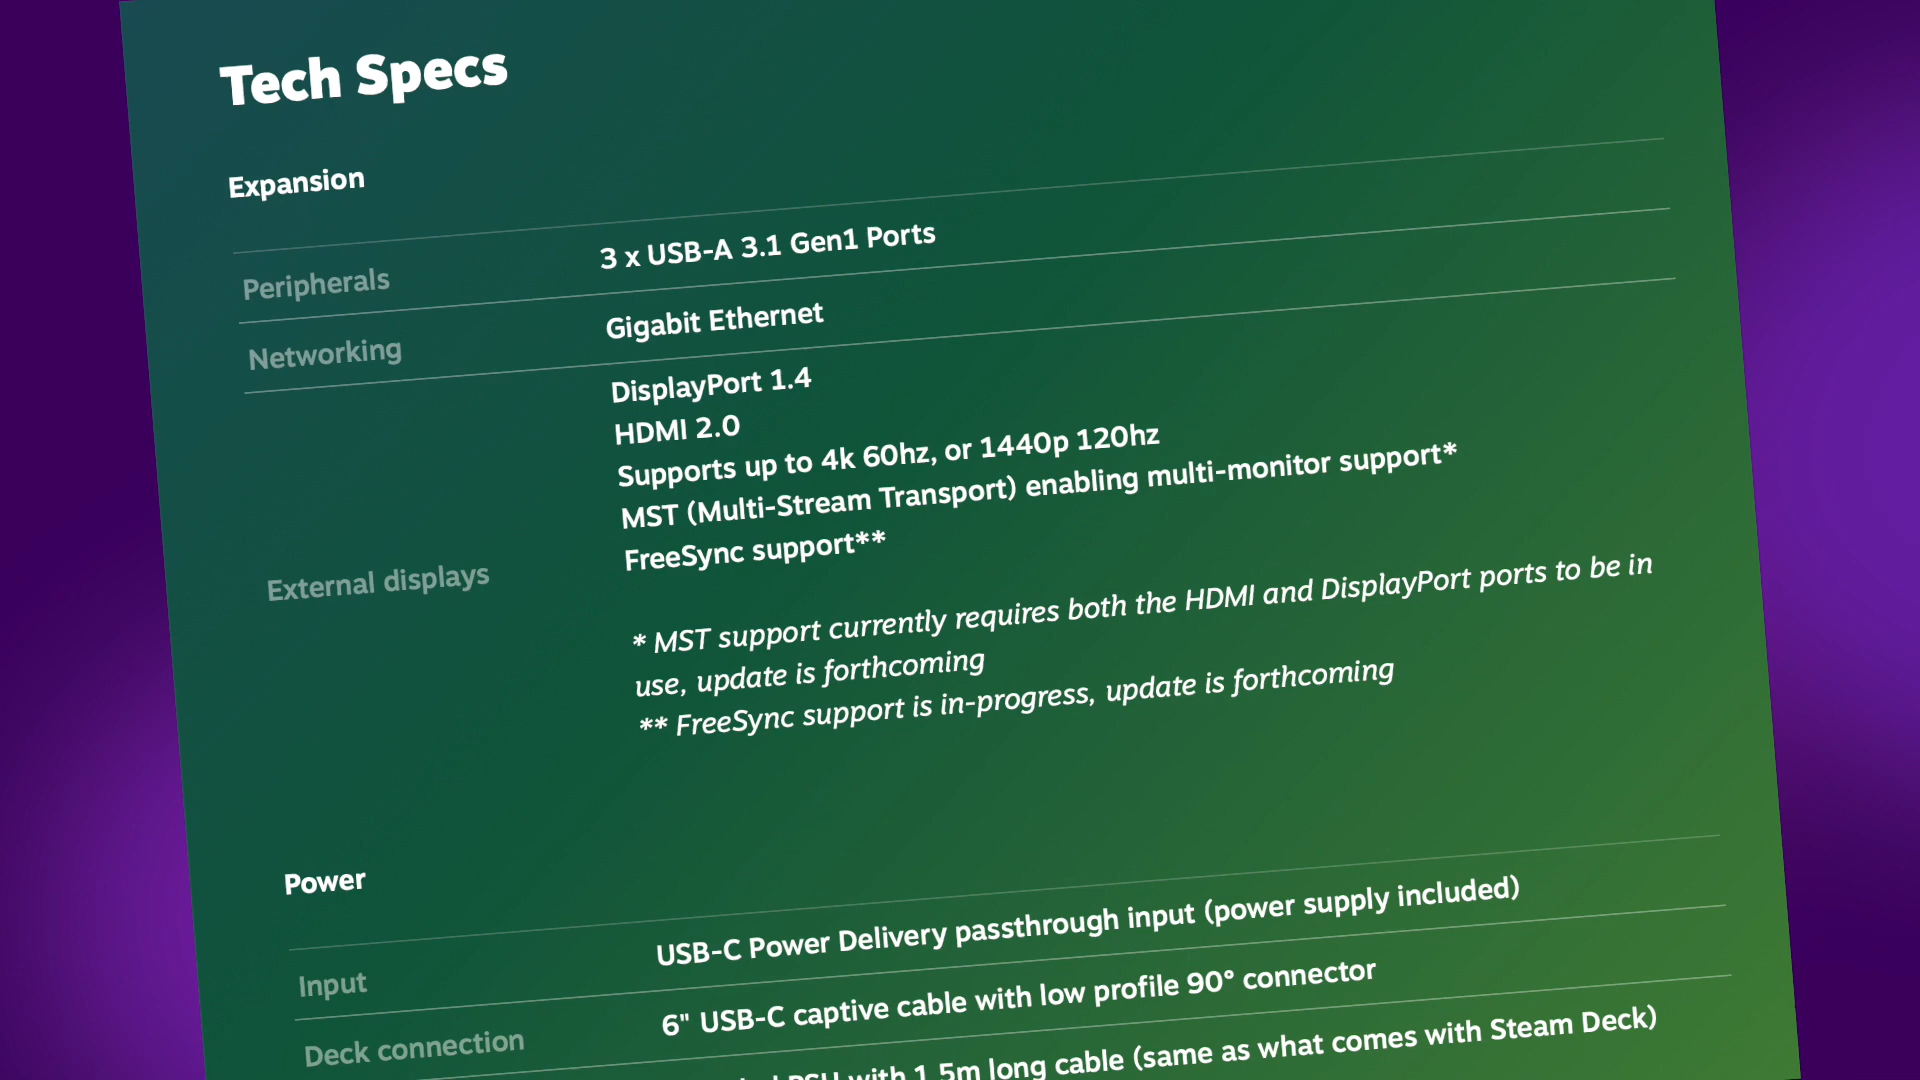 Tech Specs
Expansion
Peripherals
3 x USB-A 3.1 Gen1 Ports
Networking
Gigabit Ethernet
External displays
DisplayPort 1.4
HDMI 2.0
Supports up to 4k 60hz, or 1440p 120hz
MST (Multi-Stream Transport) enabling multi-monitor support*
FreeSync support**
* MST support currently requires both the HDMI and DisplayPort ports to be in
use, update is forthcoming
** FreeSync support is in-progress, update is forthcoming
Power
Input
USB-C Power Delivery passthrough input (power supply included)
Deck connection
6" USB-C captive cable with low profile 90° connector
PSU with 1.5m long cable (same as what comes with Steam Deck)